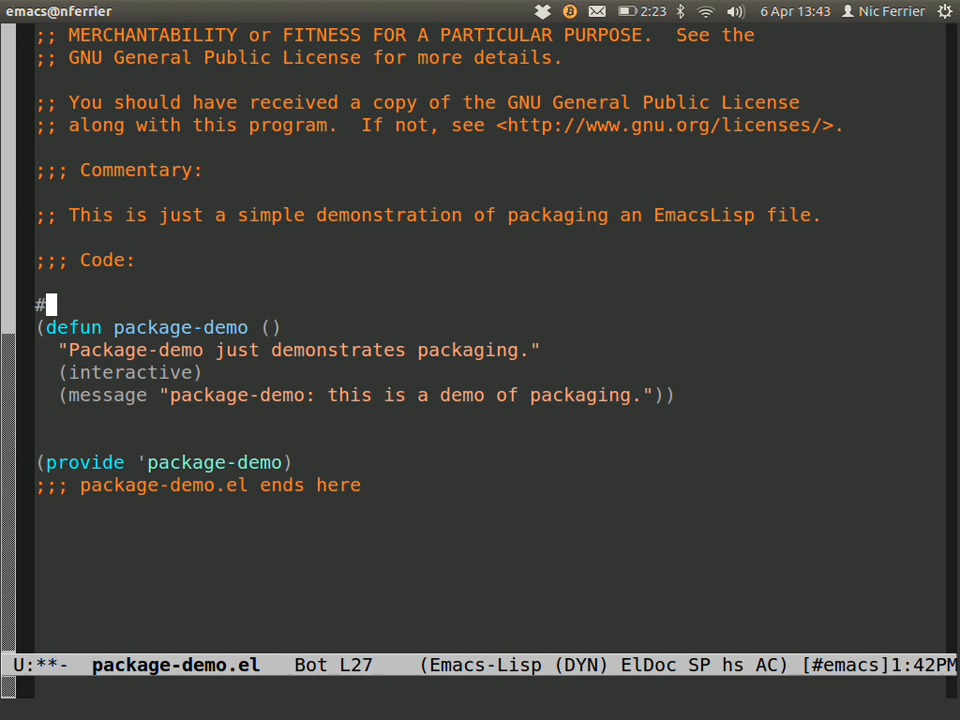 emacs@nferrier 2:23 6 Apr 13:43 Nic Ferrier
;; MERCHANTABILITY or FITNESS FOR A PARTICULAR PURPOSE.  See the
;; GNU General Public License for more details.
;; You should have received a copy of the GNU General Public License
;; along with this program.  If not, see <http://www.gnu.org/licenses/>.
;;; Commentary:
;; This is just a simple demonstration of packaging an EmacsLisp file.
;;; Code:
#
(defun package-demo ()
  "Package-demo just demonstrates packaging."
  (interactive)
  (message "package-demo: this is a demo of packaging."))
(provide 'package-demo)
;;; package-demo.el ends here
U:**-  package-demo.el   Bot L27    (Emacs-Lisp (DYN) ElDoc SP hs AC) [#emacs]1:42PM